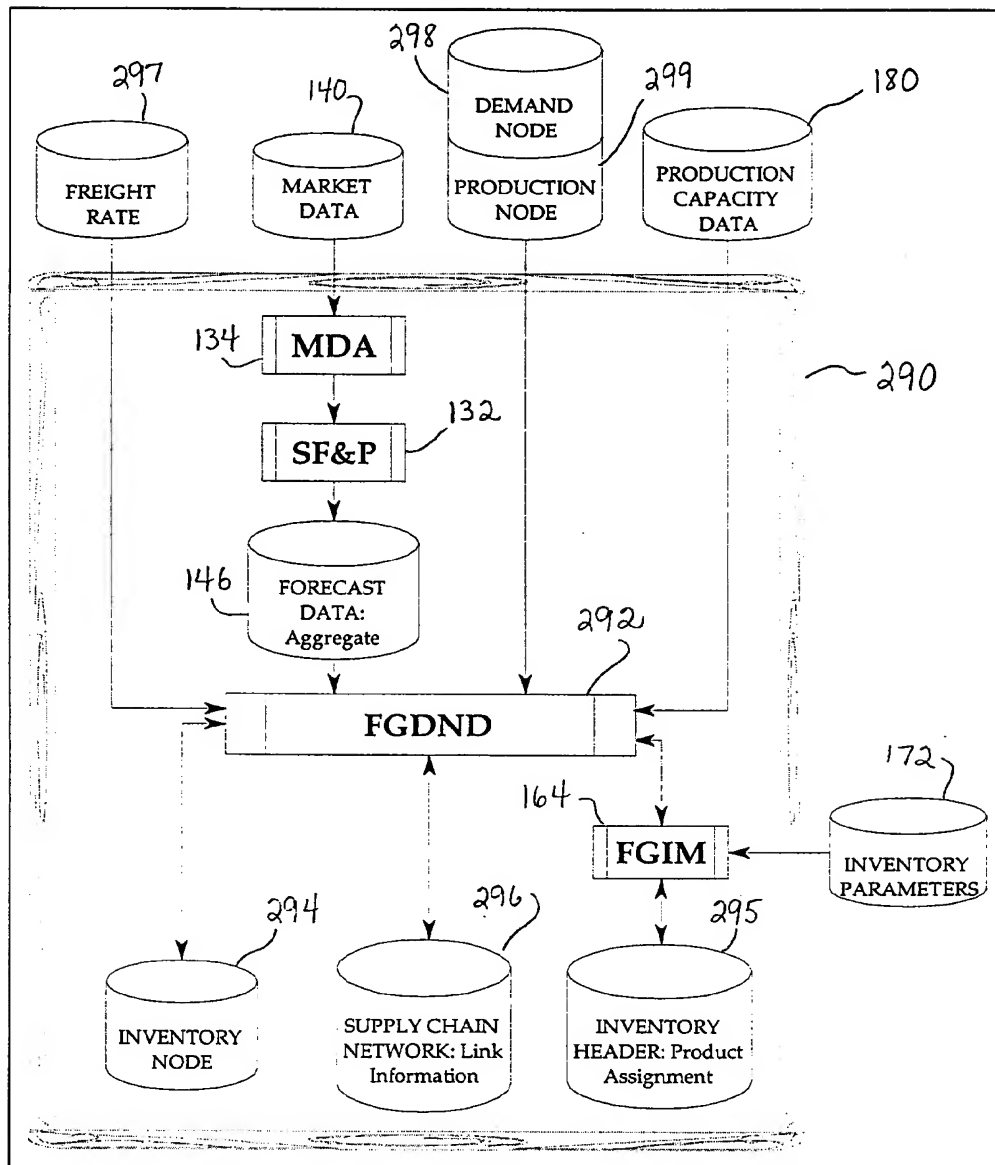 298
297
140
299
180
DEMAND
NODE
FREIGHT
RATE
MARKET
DATA
PRODUCTION
NODE
PRODUCTION
CAPACITY
DATA
134
MDA
290
132
SF&P
146
FORECAST
DATA:
Aggregate
292
FGDND
172
164
FGIM
INVENTORY
PARAMETERS
294
296
295
INVENTORY
NODE
SUPPLY CHAIN
NETWORK: Link
Information
INVENTORY
HEADER: Product
Assignment